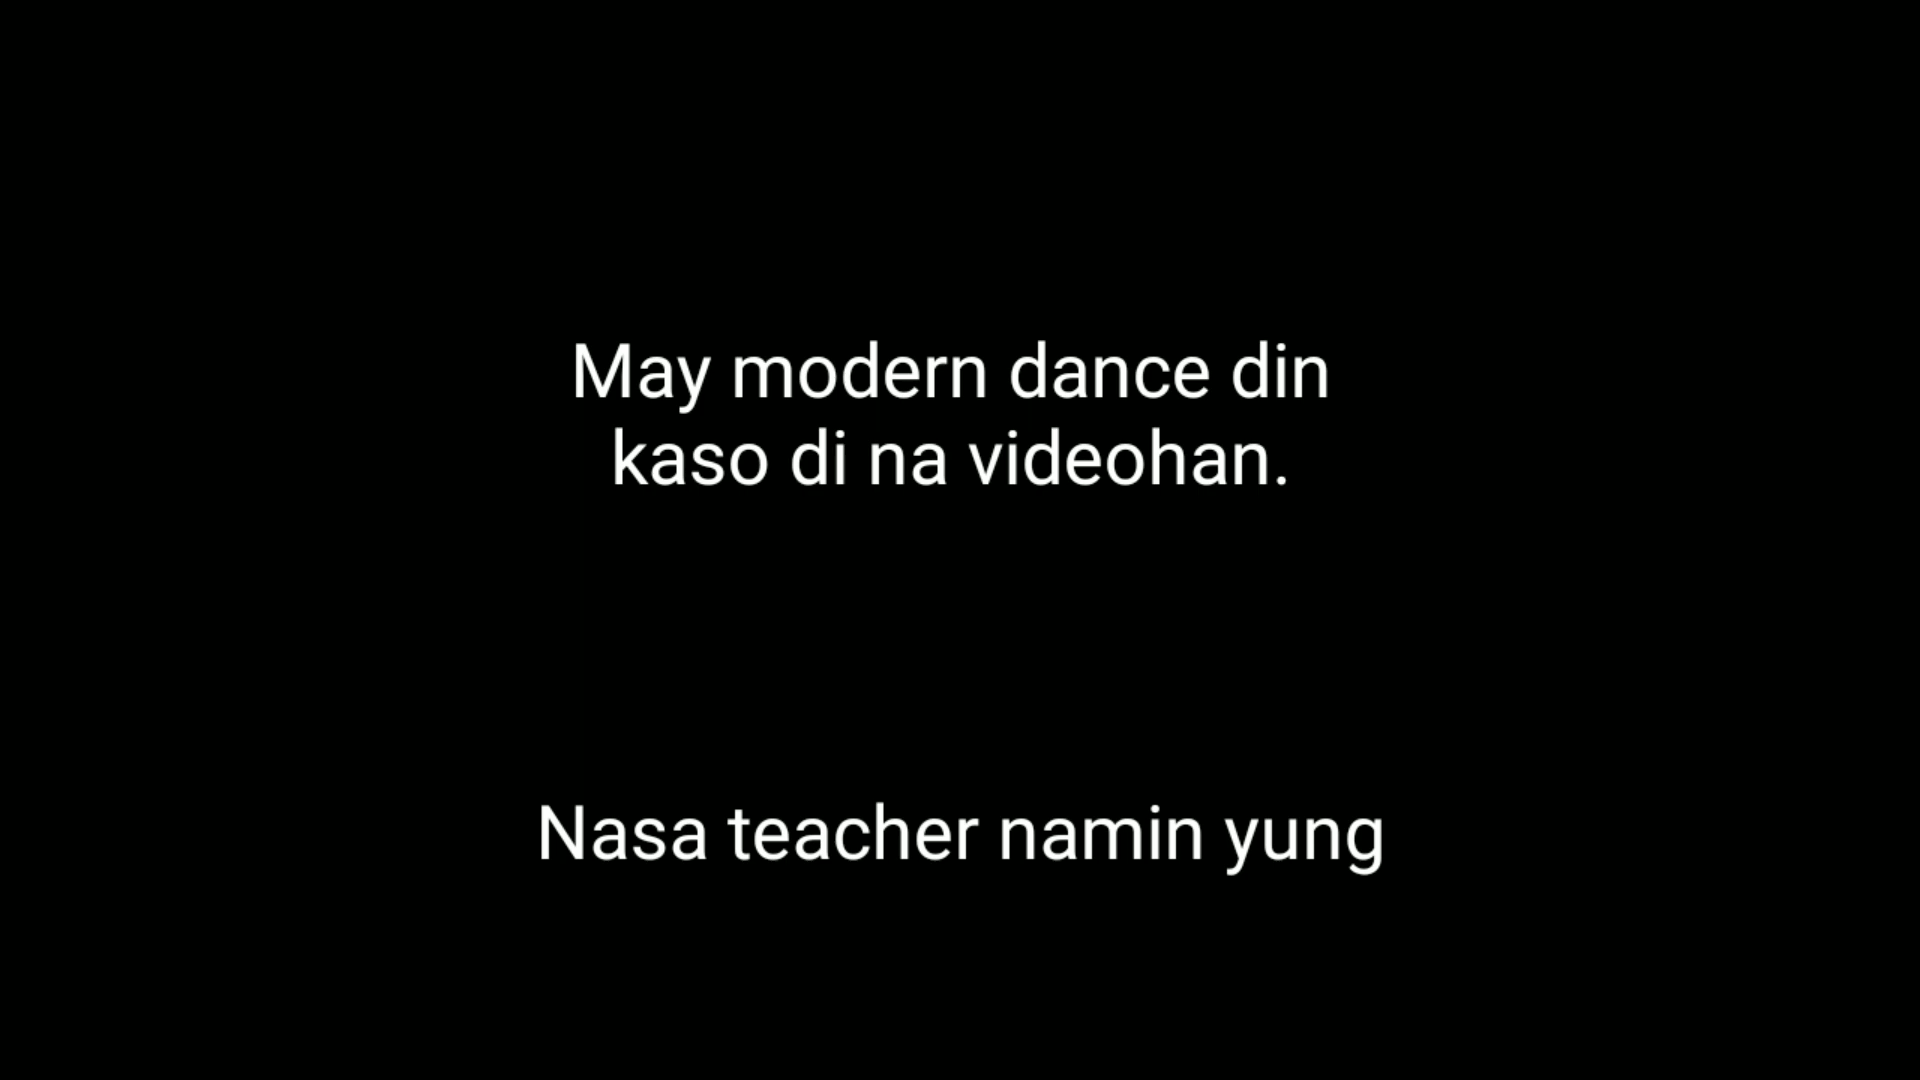 May modern dance din
kaso di na videohan.
Nasa teacher namin yung